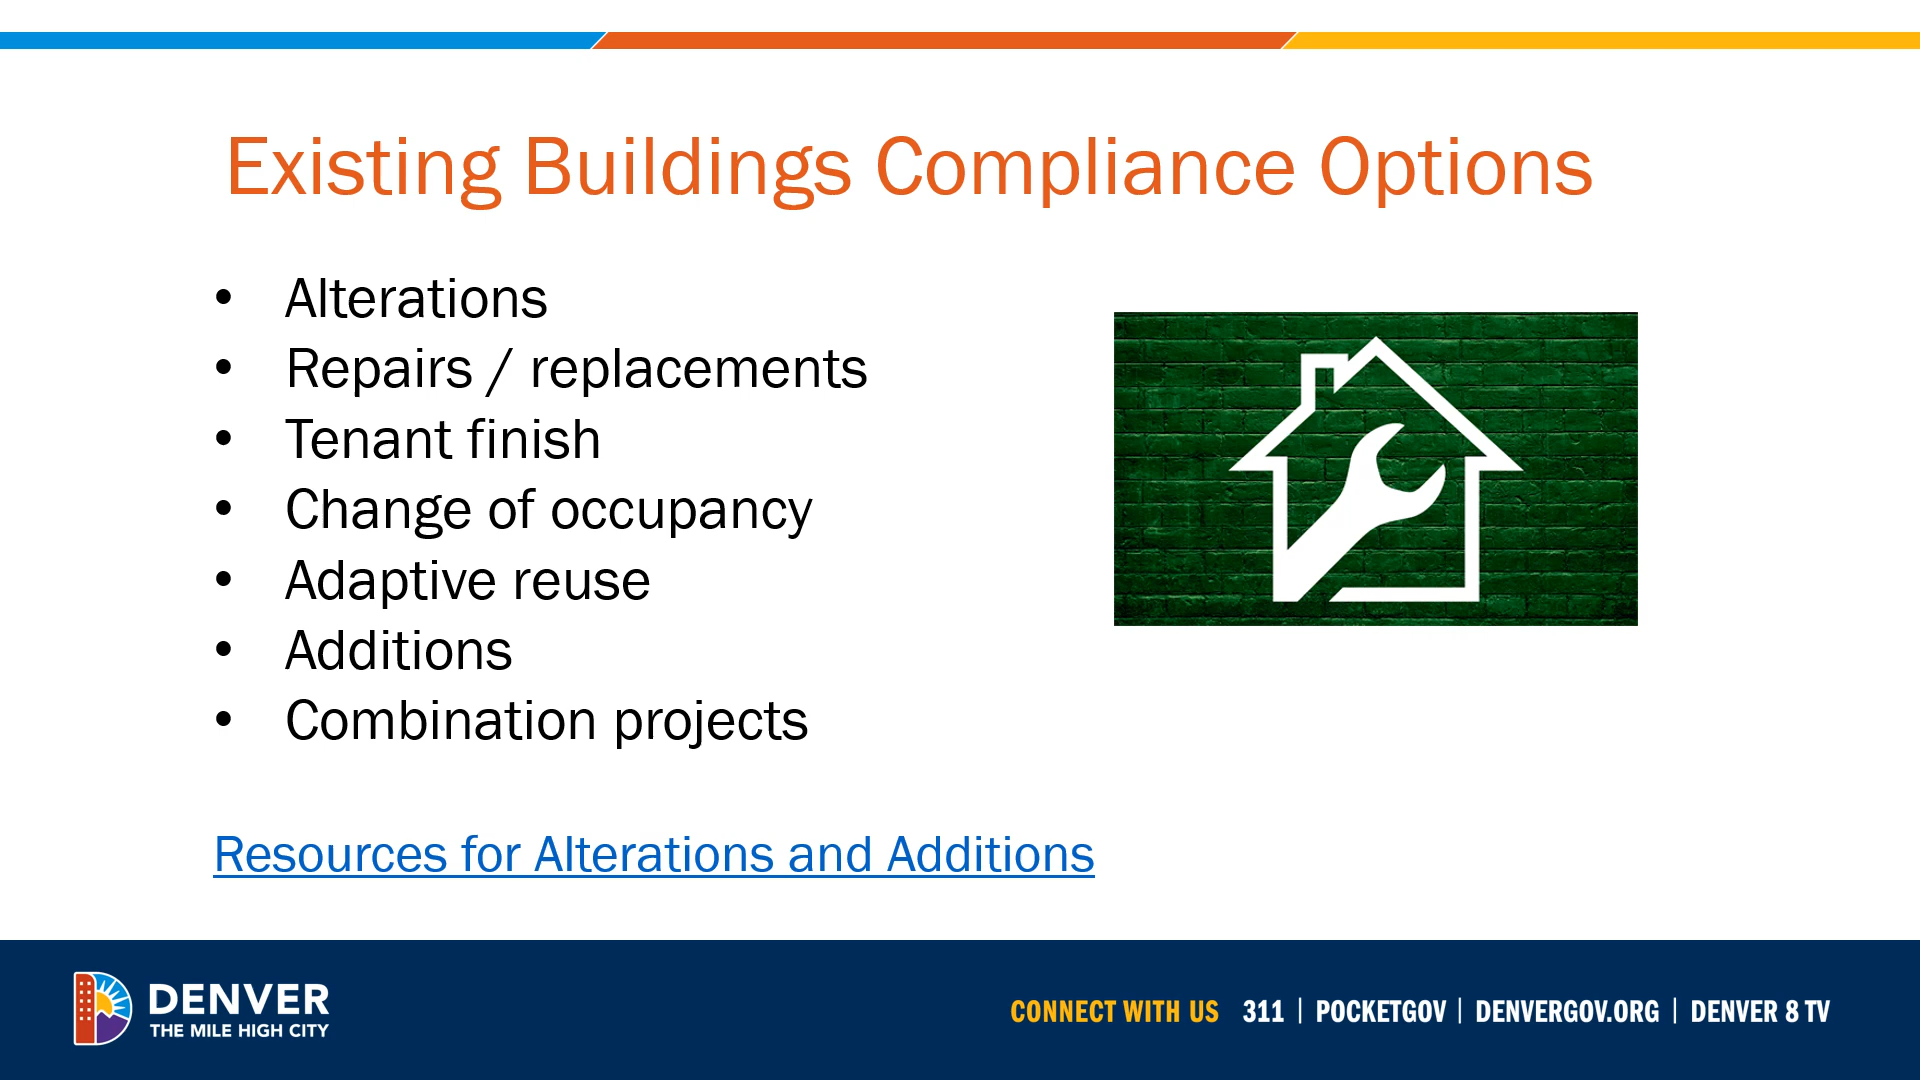 Existing Buildings Compliance Options
• Alterations
• Repairs / replacements
• Tenant finish
• Change of occupancy
• Adaptive reuse
• Additions
• Combination projects
Resources for Alterations and Additions
DENVER
THE MILE HIGH CITY
CONNECT WITH US 311 | POCKETGOV | DENVERGOV.ORG | DENVER 8 TV